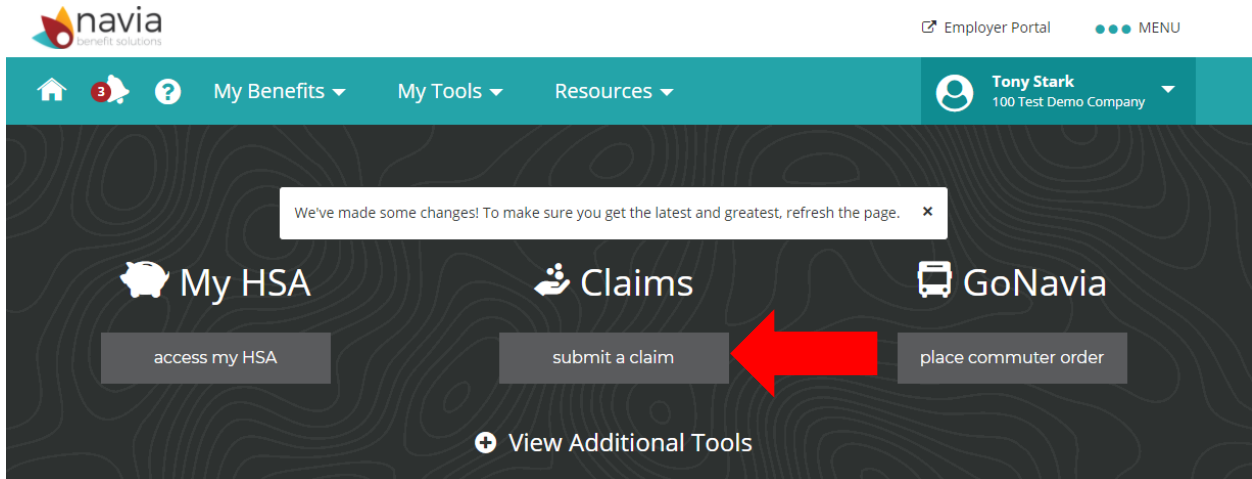 navia
benefit solutions
Employer Portal
MENU
3
?
My Benefits
My Tools
Resources
Tony Stark
100 Test Demo Company
We've made some changes! To make sure you get the latest and greatest, refresh the page. ×
My HSA
Claims
GoNavia
access my HSA
submit a claim
place commuter order
View Additional Tools